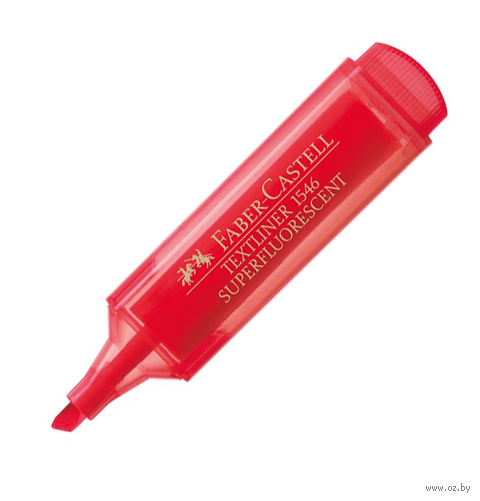 FABER-CASTELL
TEXTLINER 1546
SUPERFLUORESCENT
www.oz.by